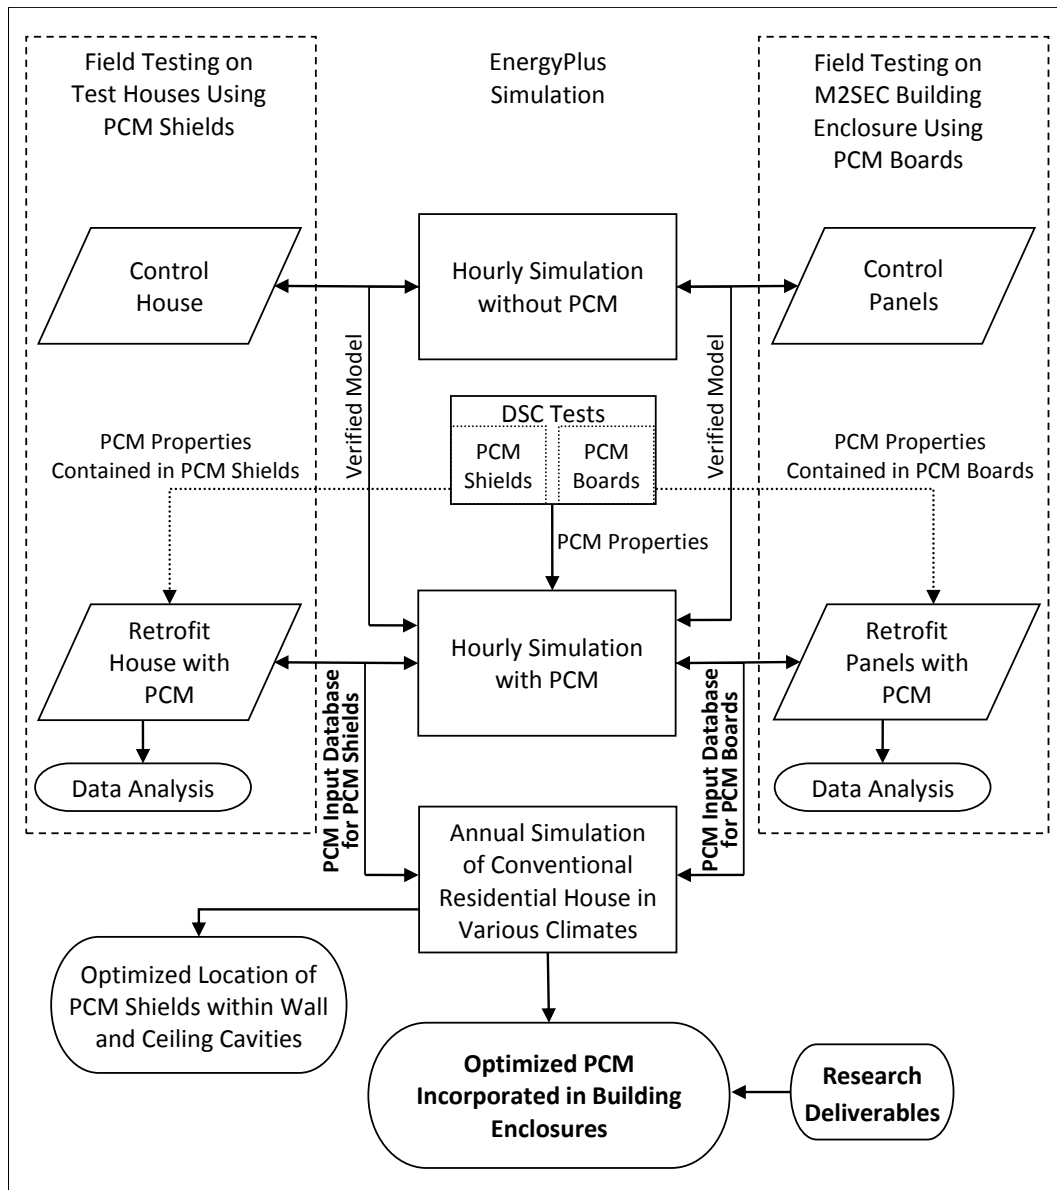 Field Testing on
Test Houses Using
PCM Shields
EnergyPlus
Simulation
Field Testing on
M2SEC Building
Enclosure Using
PCM Boards
Control
House
Hourly Simulation
without PCM
Control
Panels
Verified Model
Verified Model
DSC Tests
PCM
Shields
PCM
Boards
PCM Properties
Contained in PCM Shields
PCM Properties
Contained in PCM Boards
PCM Properties
Retrofit
House with
PCM
Hourly Simulation
with PCM
Retrofit
Panels with
PCM
PCM Input Database
for PCM Shields
PCM Input Database
for PCM Boards
Data Analysis
Data Analysis
Annual Simulation
of Conventional
Residential House in
Various Climates
Optimized Location of
PCM Shields within Wall
and Ceiling Cavities
Optimized PCM
Incorporated in Building
Enclosures
Research
Deliverables